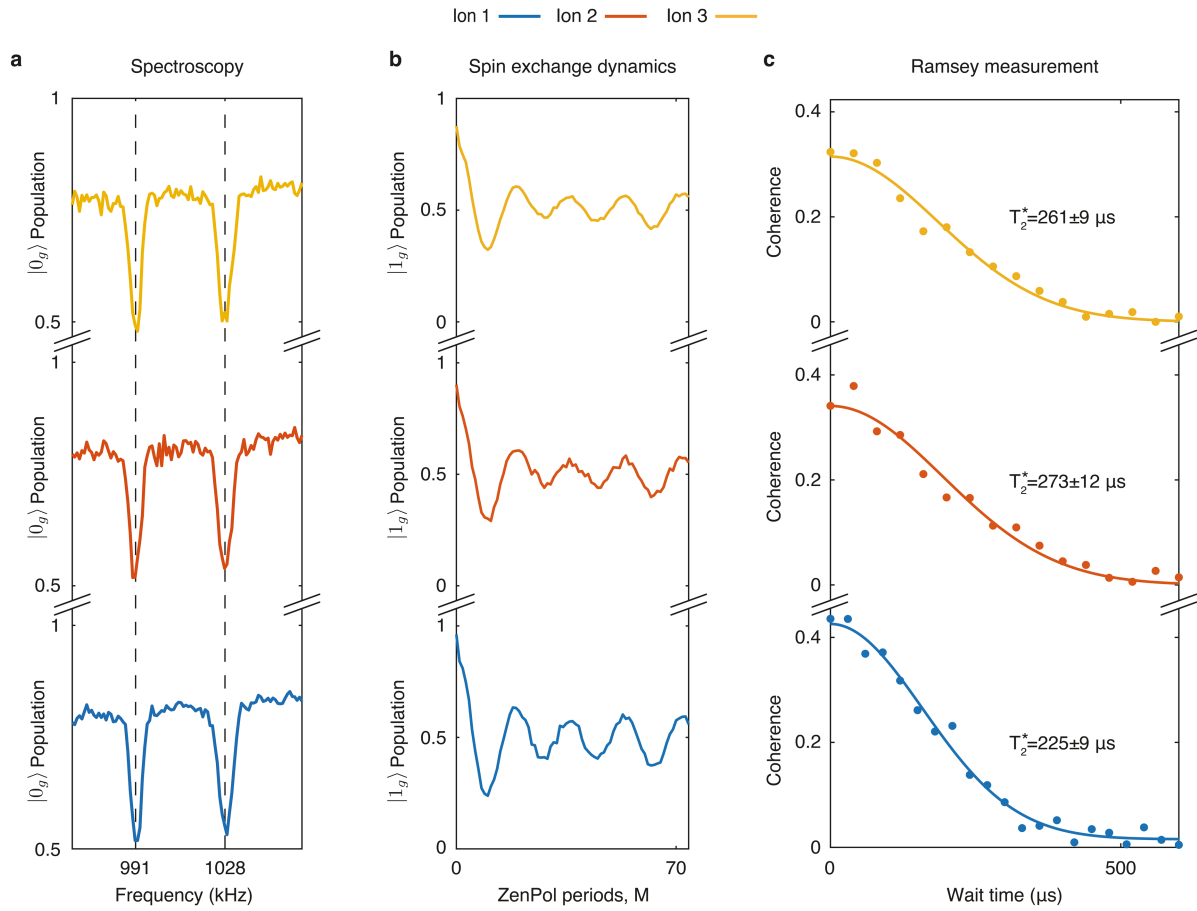 Ion 1 Ion 2 Ion 3
a Spectroscopy
1
|0g⟩ Population
0.5
1
|0g⟩ Population
0.5
1
|0g⟩ Population
0.5
991 1028
Frequency (kHz)
b Spin exchange dynamics
1
|1g⟩ Population
0.5
0
1
|1g⟩ Population
0.5
0
1
|1g⟩ Population
0.5
0
0 70
ZenPol periods, M
c Ramsey measurement
0.4
Coherence
0.2
T2*=261±9 µs
0
0.4
Coherence
0.2
T2*=273±12 µs
0
0.4
Coherence
0.2
T2*=225±9 µs
0
0 500
Wait time (µs)